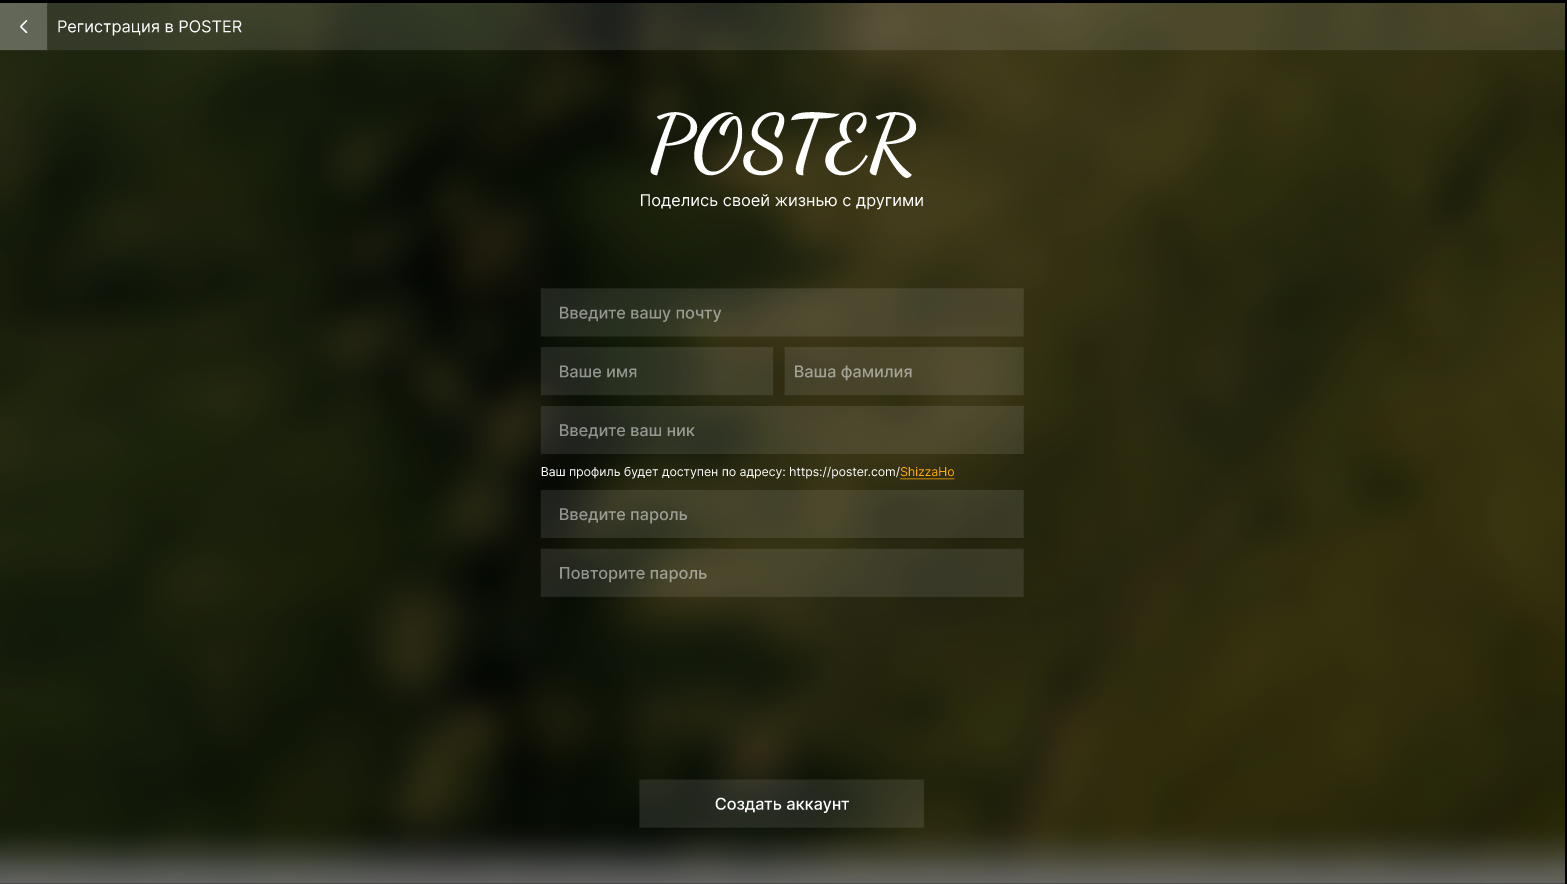 Регистрация в POSTER
POSTER
Поделись своей жизнью с другими
Введите вашу почту
Ваше имя
Ваша фамилия
Введите ваш ник
Ваш профиль будет доступен по адресу: https://poster.com/ShizzaHo
Введите пароль
Повторите пароль
Создать аккаунт